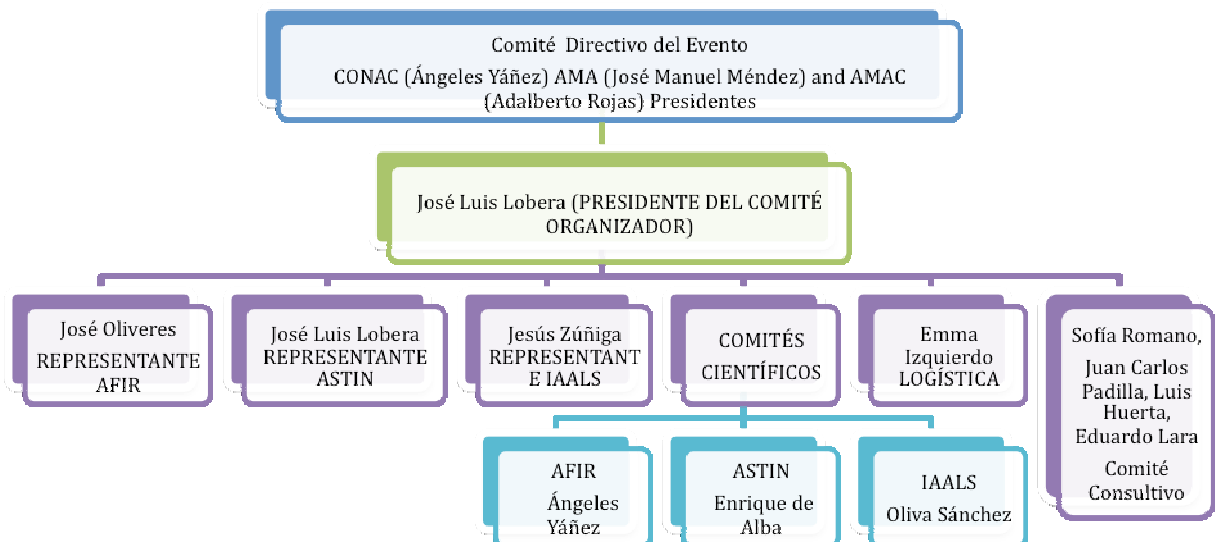 Comité Directivo del Evento
CONAC (Ángeles Yáñez) AMA (José Manuel Méndez) and AMAC
(Adalberto Rojas) Presidentes
José Luis Lobera (PRESIDENTE DEL COMITÉ
ORGANIZADOR)
José Oliveres
REPRESENTANTE
AFIR
José Luis Lobera
REPRESENTANTE
ASTIN
Jesús Zúñiga
REPRESENTANT
E IAALS
COMITÉS
CIENTÍFICOS
Emma
Izquierdo
LOGÍSTICA
Sofía Romano,
Juan Carlos
Padilla, Luis
Huerta,
Eduardo Lara
Comité
Consultivo
AFIR
Ángeles
Yáñez
ASTIN
Enrique de
Alba
IAALS
Oliva Sánchez